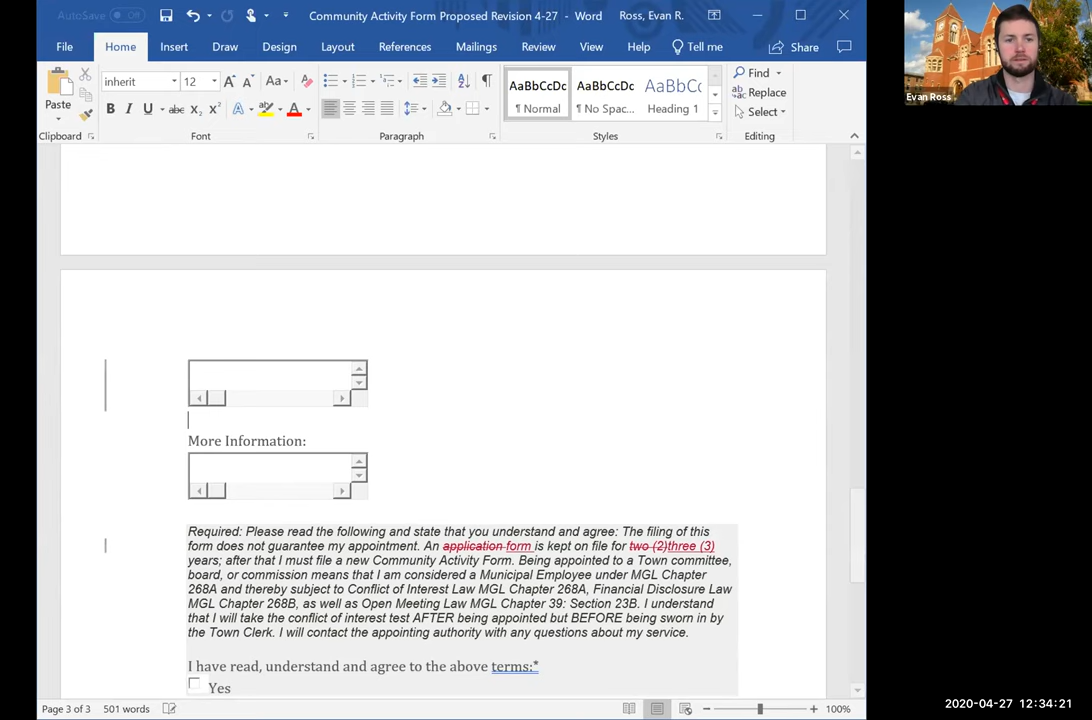 AutoSave Off
Community Activity Form Proposed Revision 4-27 - Word
Ross, Evan R.
File Home Insert Draw Design Layout References Mailings Review View Help Tell me Share
Paste
inherit 12
Aa
B I U abc X2 X2 A A
AaBbCcDc AaBbCcDc AaBbCc
¶ Normal ¶ No Spac... Heading 1
Find
Replace
Select
Clipboard Font Paragraph Styles Editing
More Information:
Required: Please read the following and state that you understand and agree: The filing of this
form does not guarantee my appointment. An application form is kept on file for two (2)three (3)
years; after that I must file a new Community Activity Form. Being appointed to a Town committee,
board, or commission means that I am considered a Municipal Employee under MGL Chapter
268A and thereby subject to Conflict of Interest Law MGL Chapter 268A, Financial Disclosure Law
MGL Chapter 268B, as well as Open Meeting Law MGL Chapter 39: Section 23B. I understand
that I will take the conflict of interest test AFTER being appointed but BEFORE being sworn in by
the Town Clerk. I will contact the appointing authority with any questions about my service.
I have read, understand and agree to the above terms:*
Yes
Page 3 of 3 501 words
100%
Evan Ross
2020-04-27 12:34:21